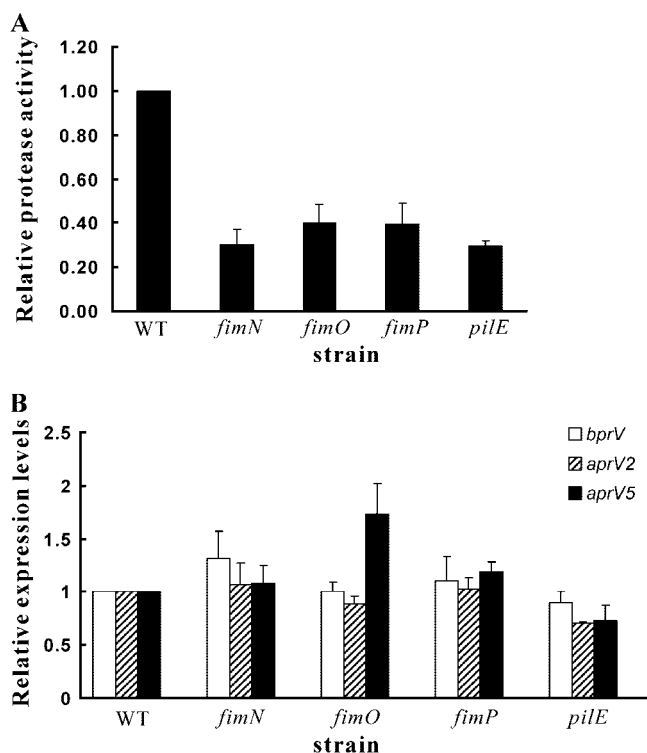 A
Relative protease activity
1.20
1.00
0.80
0.60
0.40
0.20
0.00
WT fimN fimO fimP pilE
strain
B
Relative expression levels
2.5
2
1.5
1
0.5
0
bprV
aprV2
aprV5
WT fimN fimO fimP pilE
strain